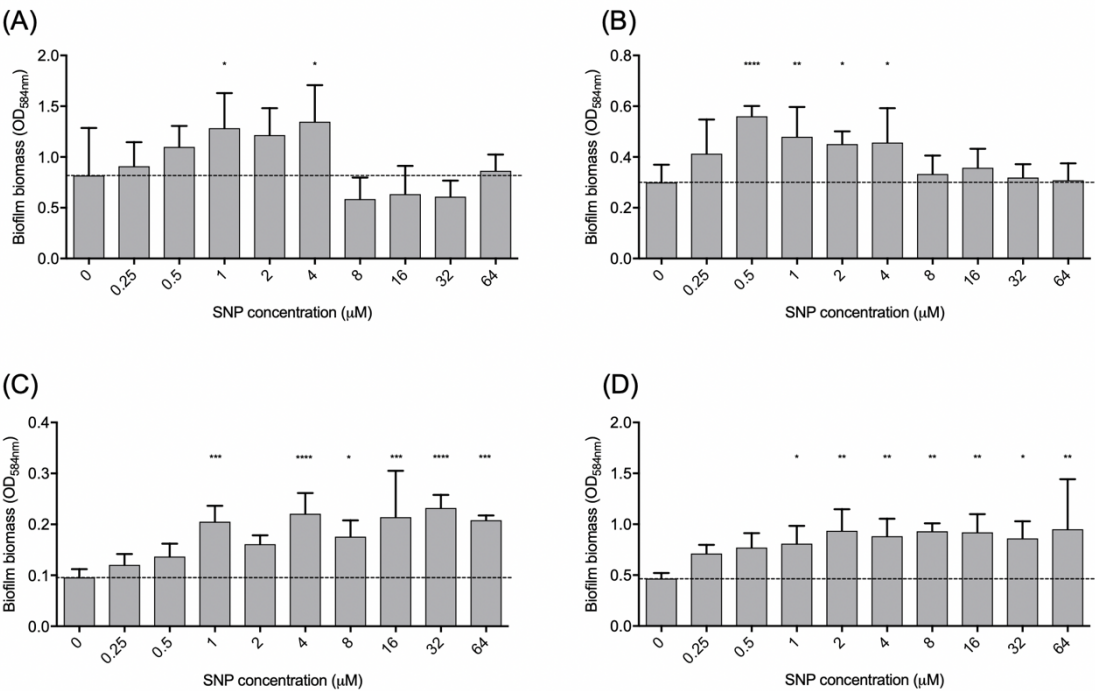 (A)
Biofilm biomass (OD584nm)
2.0
1.5
1.0
0.5
0.0
* *
0 0.25 0.5 1 2 4 8 16 32 64
SNP concentration (μM)
(B)
Biofilm biomass (OD584nm)
0.8
0.6
0.4
0.2
0.0
**** ** * *
0 0.25 0.5 1 2 4 8 16 32 64
SNP concentration (μM)
(C)
Biofilm biomass (OD584nm)
0.4
0.3
0.2
0.1
0.0
*** **** * *** **** ***
0 0.25 0.5 1 2 4 8 16 32 64
SNP concentration (μM)
(D)
Biofilm biomass (OD584nm)
2.0
1.5
1.0
0.5
0.0
* ** ** ** ** * **
0 0.25 0.5 1 2 4 8 16 32 64
SNP concentration (μM)